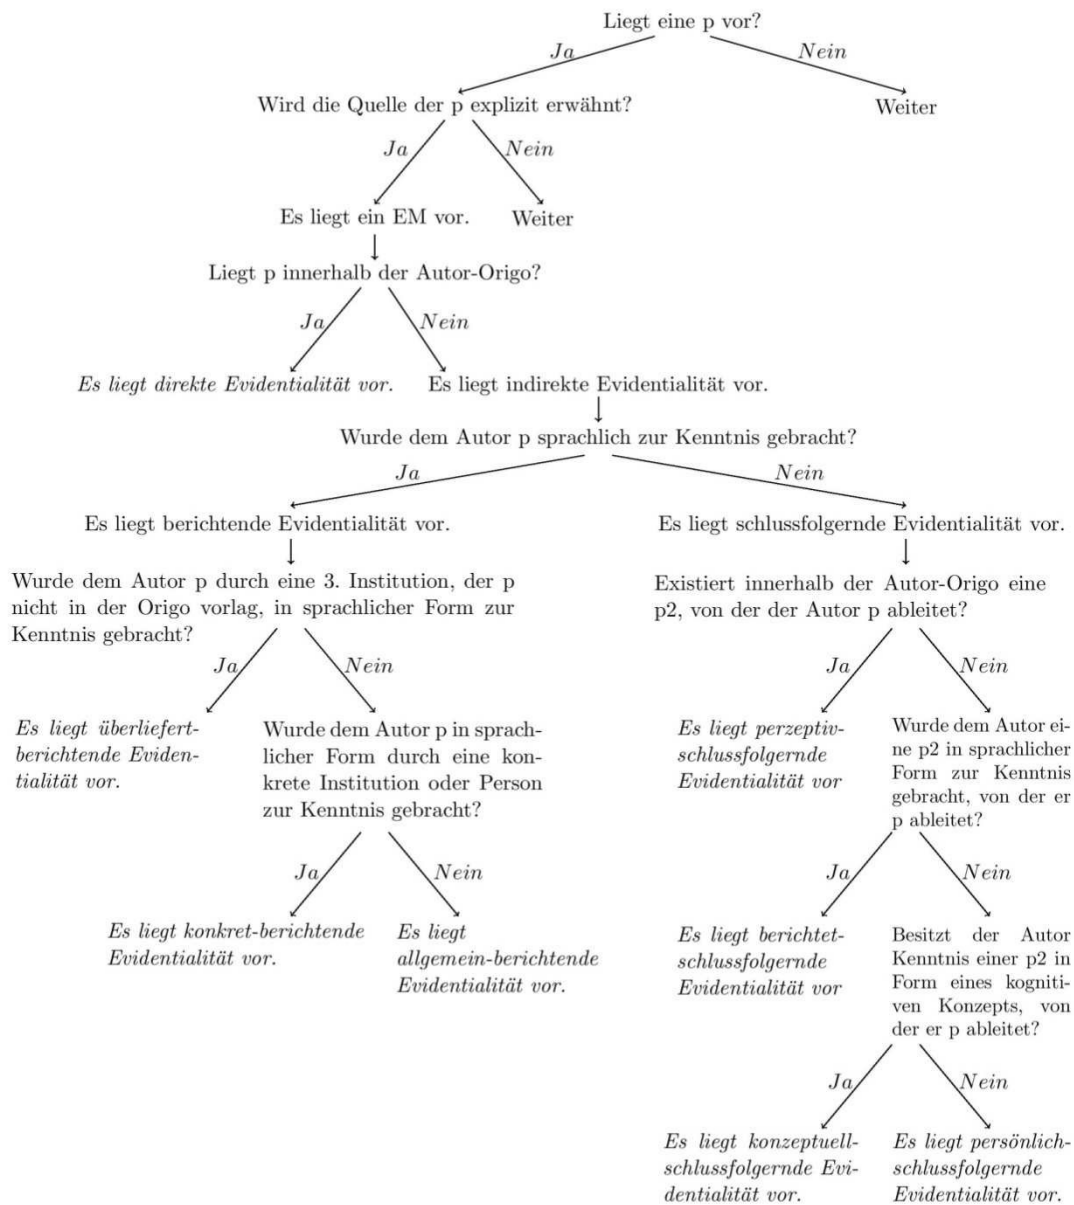 Liegt eine p vor?
Ja
Nein
Wird die Quelle der p explizit erwähnt?
Weiter
Ja
Nein
Es liegt ein EM vor.
Weiter
Liegt p innerhalb der Autor-Origo?
Ja
Nein
Es liegt direkte Evidentialität vor.
Es liegt indirekte Evidentialität vor.
Wurde dem Autor p sprachlich zur Kenntnis gebracht?
Ja
Nein
Es liegt berichtende Evidentialität vor.
Es liegt schlussfolgernde Evidentialität vor.
Wurde dem Autor p durch eine 3. Institution, der p
nicht in der Origo vorlag, in sprachlicher Form zur
Kenntnis gebracht?
Existiert innerhalb der Autor-Origo eine
p2, von der der Autor p ableitet?
Ja
Nein
Ja
Nein
Es liegt überliefert-
berichtende Eviden-
tialität vor.
Wurde dem Autor p in sprach-
licher Form durch eine kon-
krete Institution oder Person
zur Kenntnis gebracht?
Es liegt perzeptiv-
schlussfolgernde
Evidentialität vor
Wurde dem Autor ei-
ne p2 in sprachlicher
Form zur Kenntnis
gebracht, von der er
p ableitet?
Ja
Nein
Ja
Nein
Es liegt konkret-berichtende
Evidentialität vor.
Es liegt
allgemein-berichtende
Evidentialität vor.
Es liegt berichtet-
schlussfolgernde
Evidentialität vor
Besitzt der Autor
Kenntnis einer p2 in
Form eines kogniti-
ven Konzepts, von
der er p ableitet?
Ja
Nein
Es liegt konzeptuell-
schlussfolgernde Evi-
dentialität vor.
Es liegt persönlich-
schlussfolgernde
Evidentialität vor.